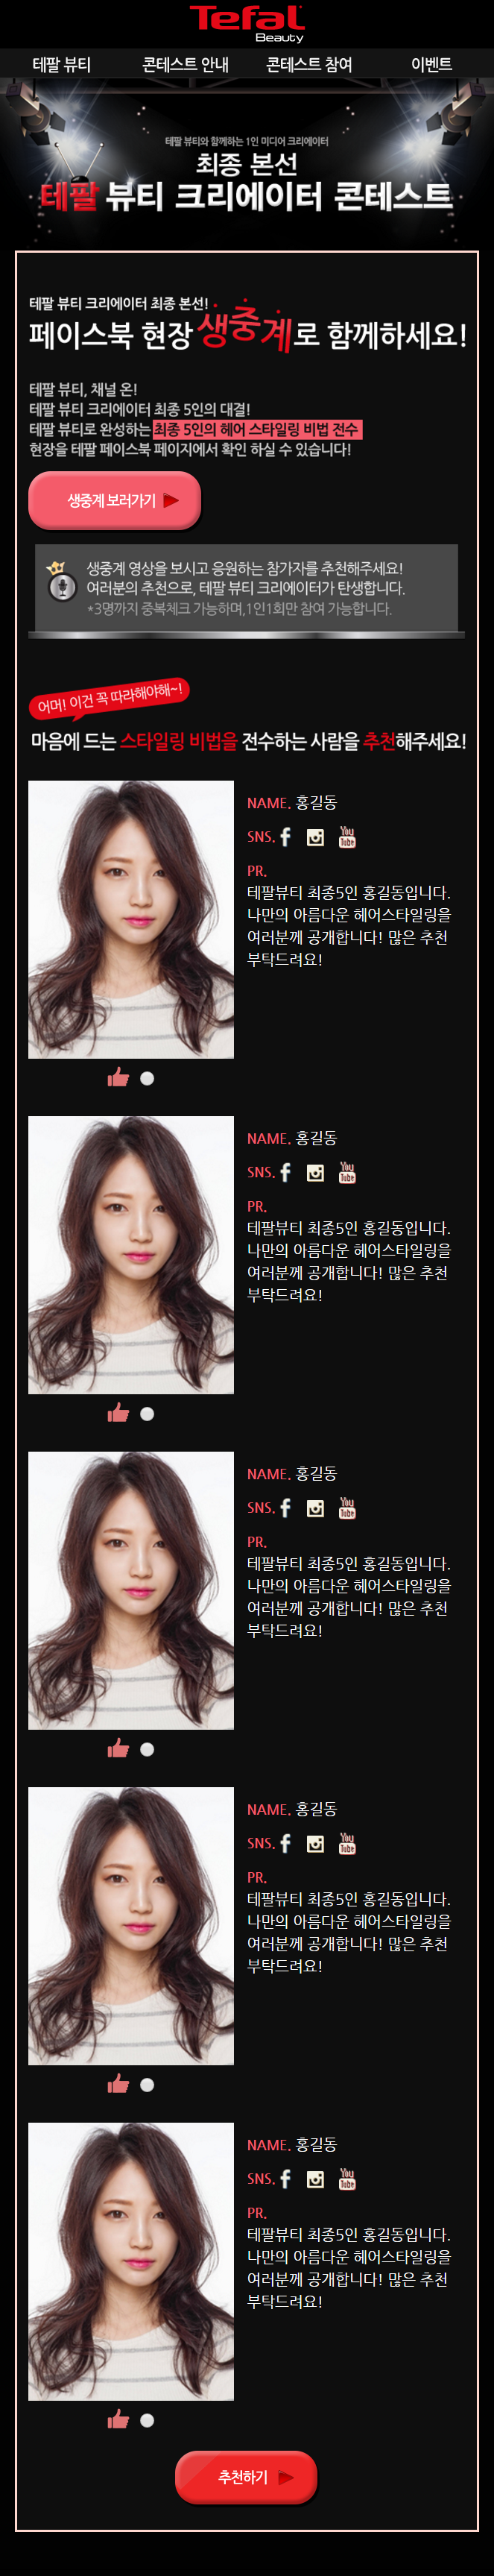 Tefal
Beauty
테팔 뷰티 콘테스트 안내 콘테스트 참여 이벤트
테팔 뷰티와 함께하는 1인 미디어 크리에이터
최종 본선
테팔 뷰티 크리에이터 콘테스트
테팔 뷰티 크리에이터 최종 본선!
페이스북 현장 생중계로 함께하세요!
테팔 뷰티, 채널 온!
테팔 뷰티 크리에이터 최종 5인의 대결!
테팔 뷰티로 완성하는 최종 5인의 헤어 스타일링 비법 전수
현장을 테팔 페이스북 페이지에서 확인 하실 수 있습니다!
생중계 보러가기
생중계 영상을 보시고 응원하는 참가자를 추천해주세요!
여러분의 추천으로, 테팔 뷰티 크리에이터가 탄생합니다.
*3명까지 중복체크 가능하며,1인1회만 참여 가능합니다.
어머! 이건 꼭 따라해야해~!
마음에 드는 스타일링 비법을 전수하는 사람을 추천해주세요!
NAME. 홍길동
SNS. f You Tube
PR.
테팔뷰티 최종5인 홍길동입니다.
나만의 아름다운 헤어스타일링을
여러분께 공개합니다! 많은 추천
부탁드려요!
NAME. 홍길동
SNS. f You Tube
PR.
테팔뷰티 최종5인 홍길동입니다.
나만의 아름다운 헤어스타일링을
여러분께 공개합니다! 많은 추천
부탁드려요!
NAME. 홍길동
SNS. f You Tube
PR.
테팔뷰티 최종5인 홍길동입니다.
나만의 아름다운 헤어스타일링을
여러분께 공개합니다! 많은 추천
부탁드려요!
NAME. 홍길동
SNS. f You Tube
PR.
테팔뷰티 최종5인 홍길동입니다.
나만의 아름다운 헤어스타일링을
여러분께 공개합니다! 많은 추천
부탁드려요!
NAME. 홍길동
SNS. f You Tube
PR.
테팔뷰티 최종5인 홍길동입니다.
나만의 아름다운 헤어스타일링을
여러분께 공개합니다! 많은 추천
부탁드려요!
추천하기